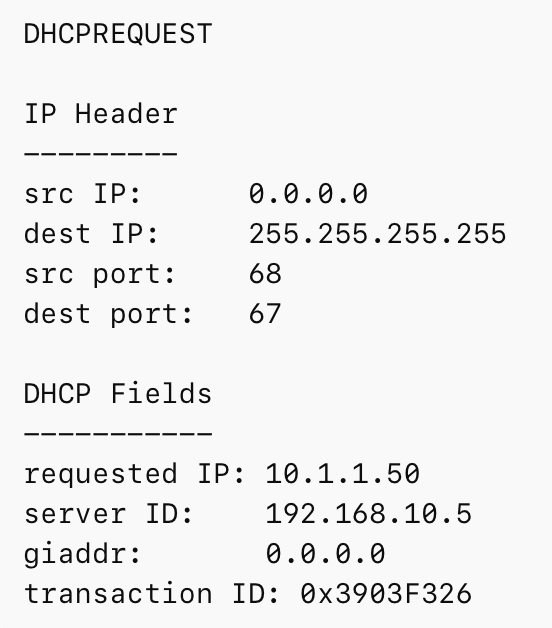 DHCPREQUEST

IP Header
---------
src IP:      0.0.0.0
dest IP:     255.255.255.255
src port:    68
dest port:   67

DHCP Fields
-----------
requested IP: 10.1.1.50
server ID:    192.168.10.5
giaddr:       0.0.0.0
transaction ID: 0x3903F326